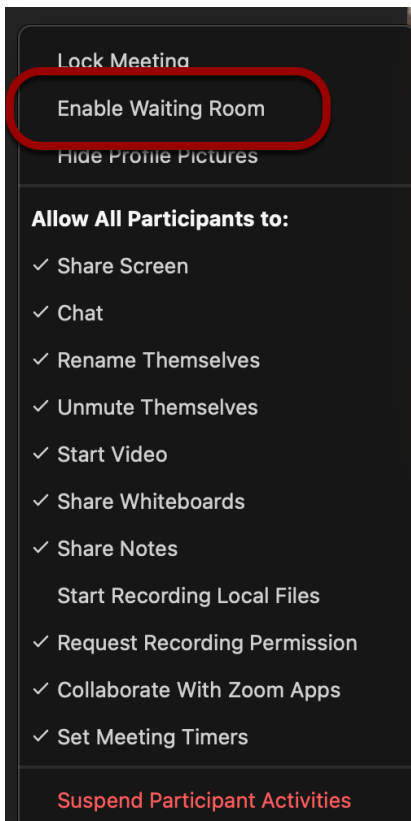 Lock Meeting
Enable Waiting Room
Hide Profile Pictures
Allow All Participants to:
✓ Share Screen
✓ Chat
✓ Rename Themselves
✓ Unmute Themselves
✓ Start Video
✓ Share Whiteboards
✓ Share Notes
Start Recording Local Files
✓ Request Recording Permission
✓ Collaborate With Zoom Apps
✓ Set Meeting Timers
Suspend Participant Activities